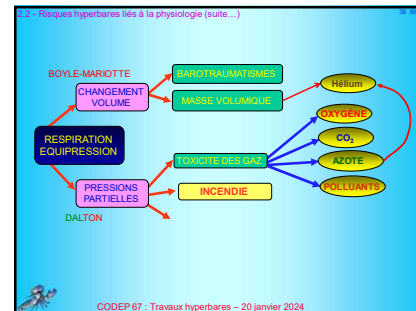 2.2 - Risques hyperbares liés à la physiologie (suite…)
BOYLE-MARIOTTE
BAROTRAUMATISMES
Hélium
CHANGEMENT
VOLUME
MASSE VOLUMIQUE
OXYGÈNE
RESPIRATION
EQUIPRESSION
CO₂
TOXICITE DES GAZ
AZOTE
PRESSIONS
PARTIELLES
INCENDIE
POLLUANTS
DALTON
CODEP 67 : Travaux hyperbares – 20 janvier 2024